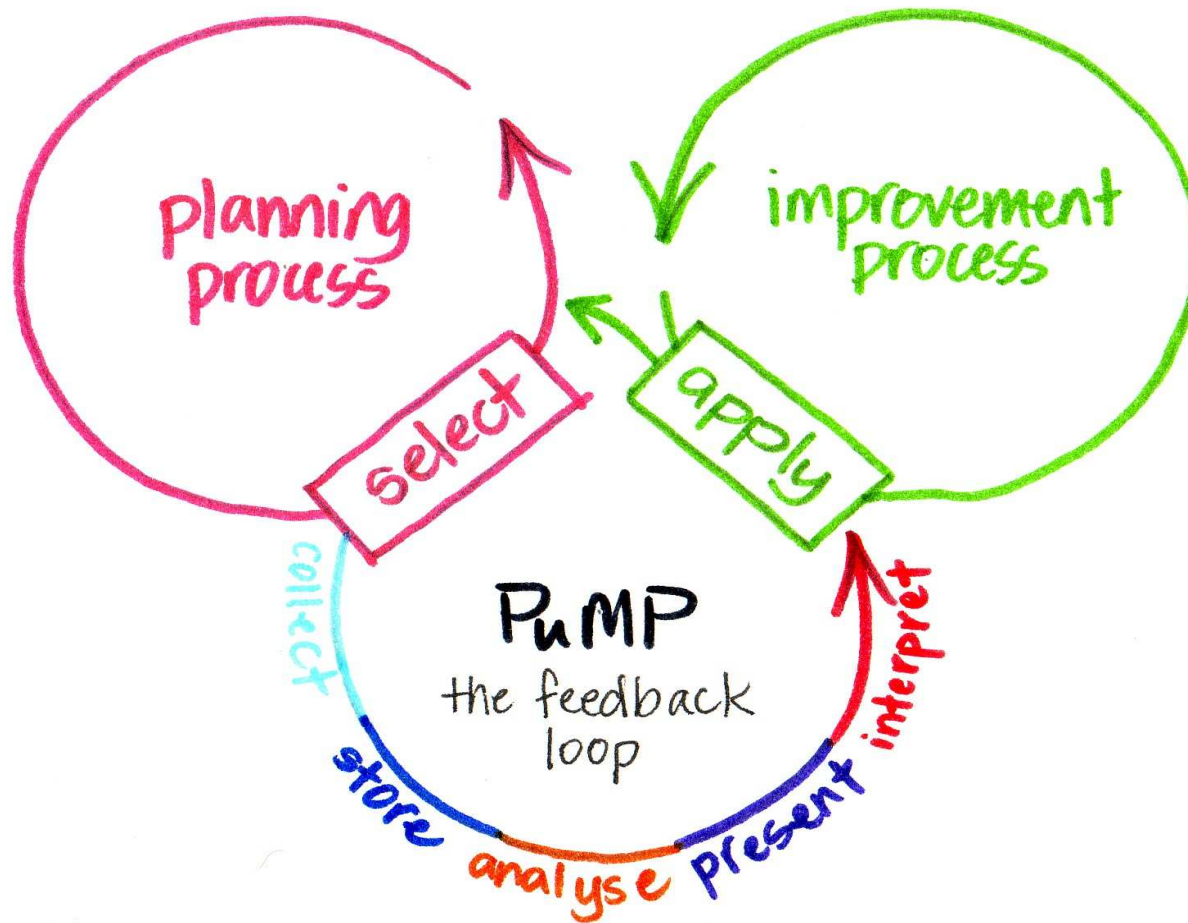 planning
process
improvement
process
select
apply
PuMP
the feedback
loop
collect
store
analyse
present
interpret